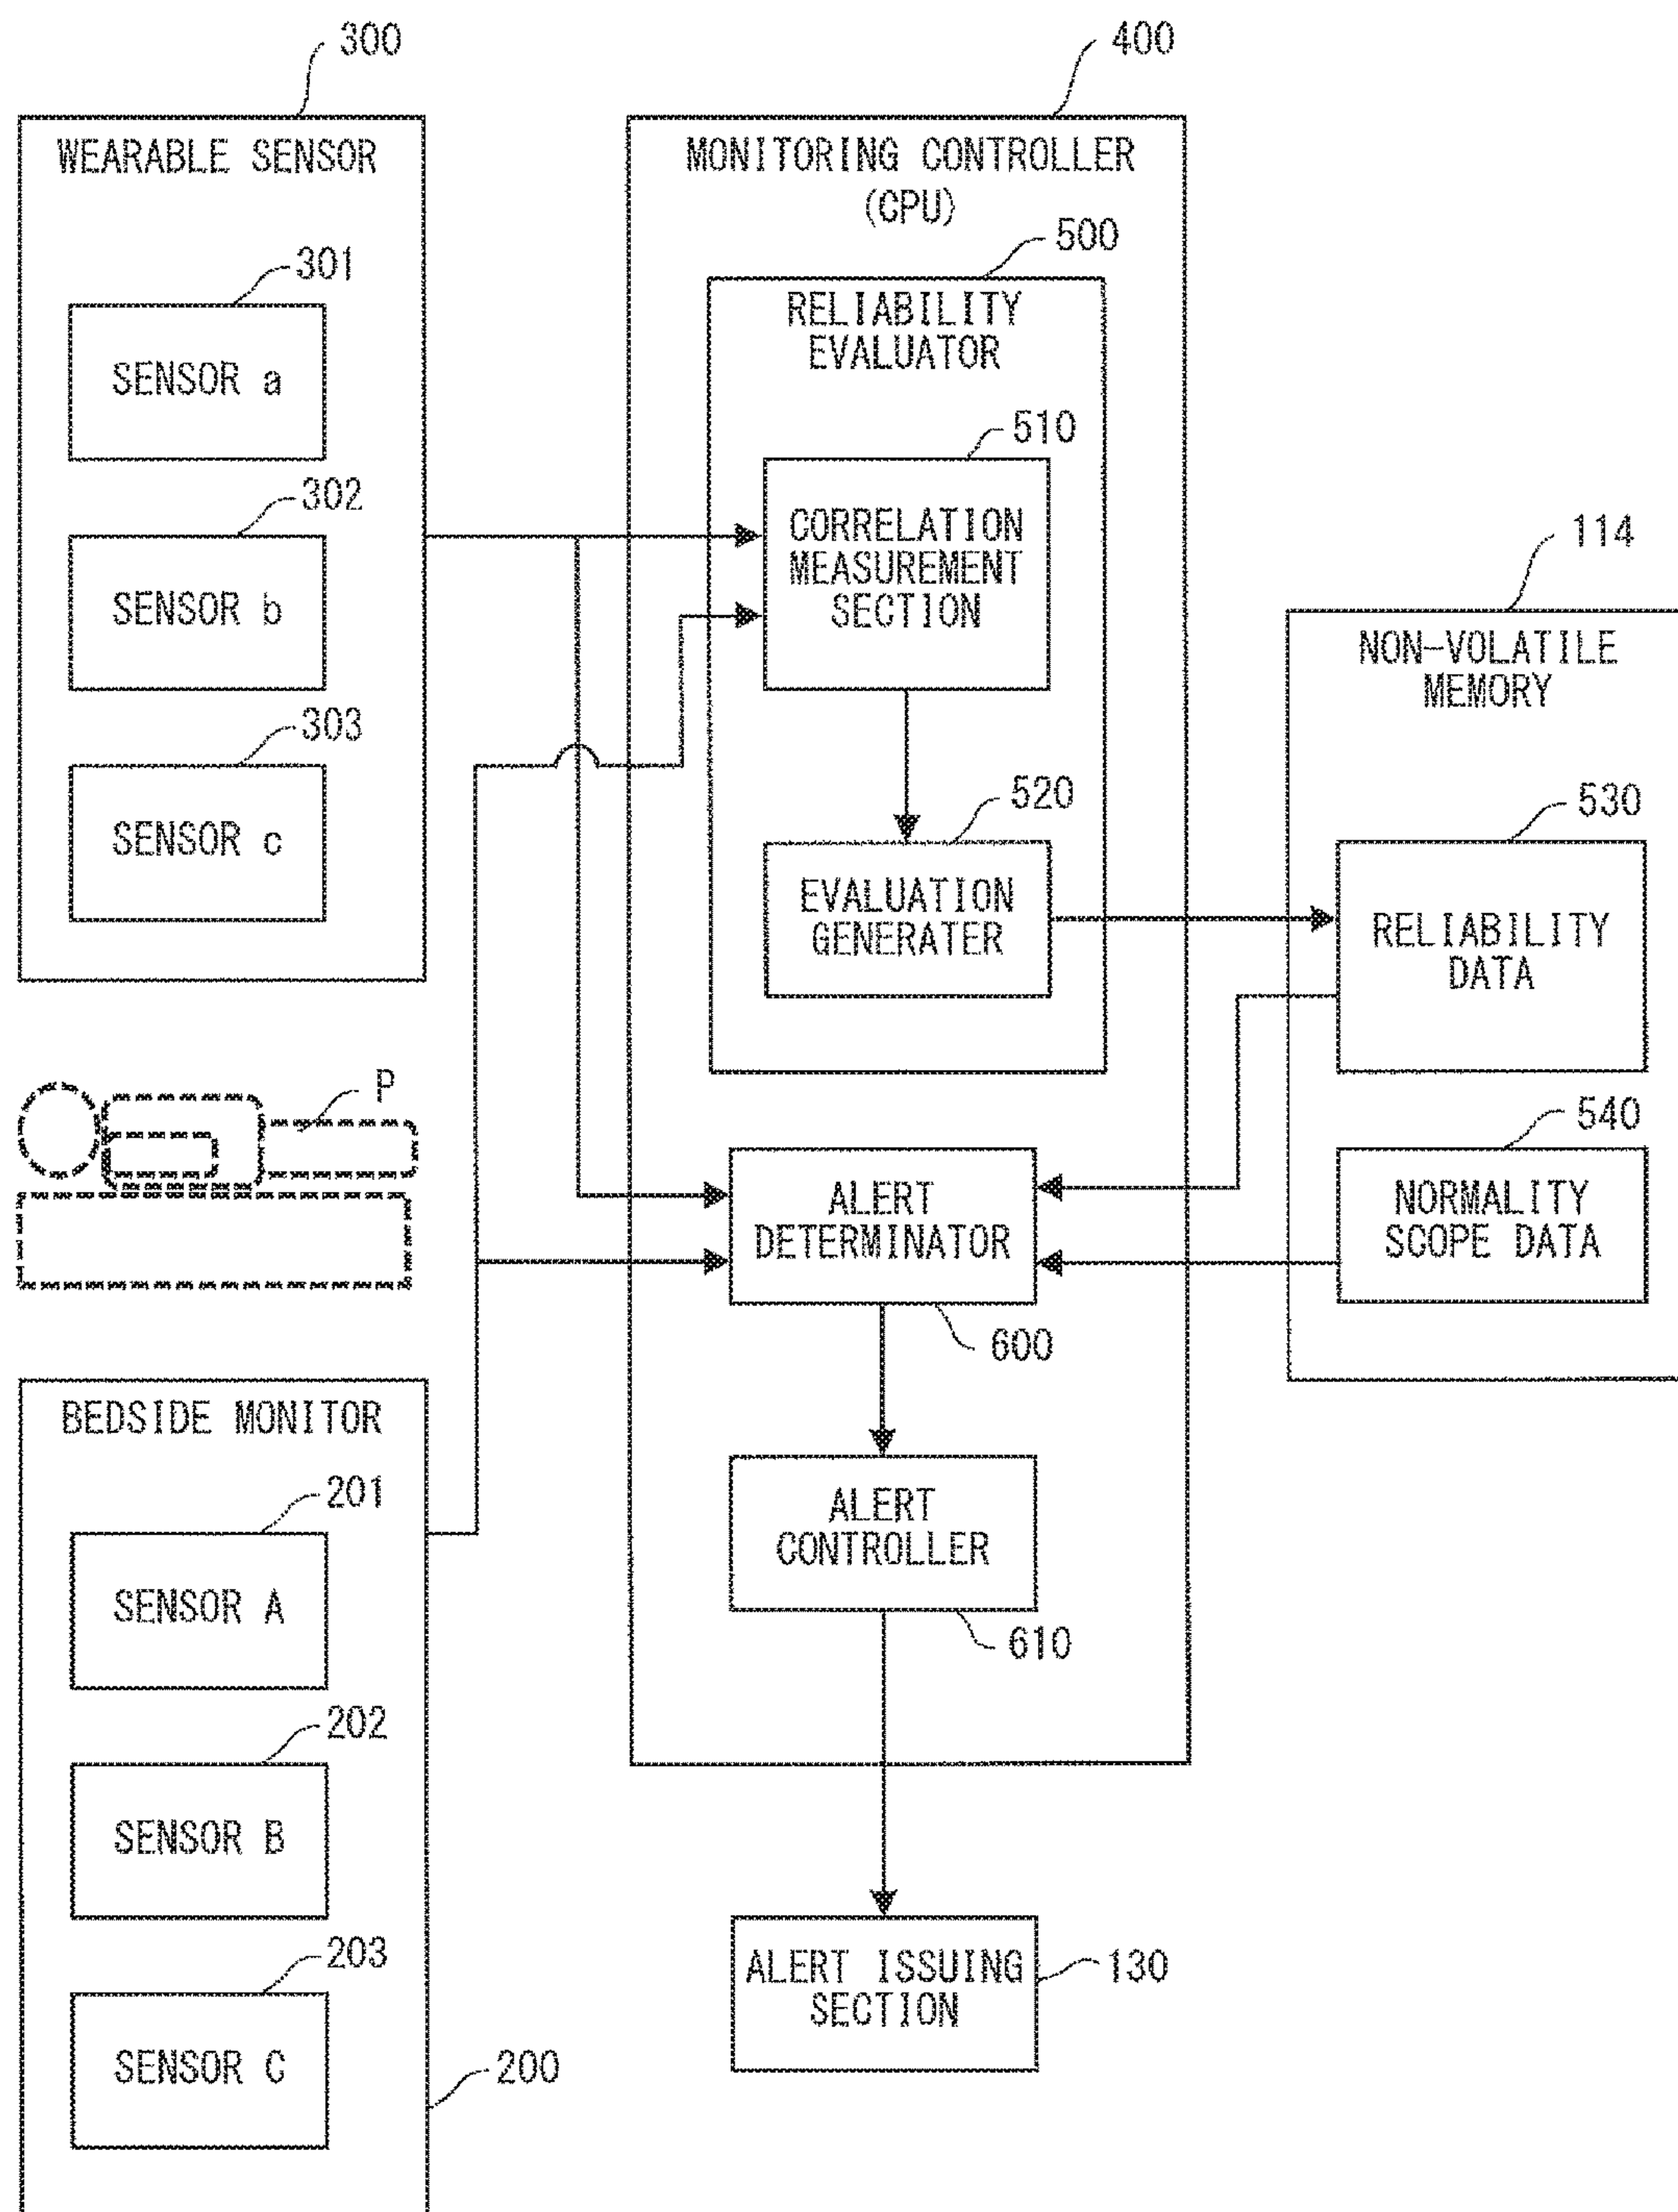 300
WEARABLE SENSOR
301
SENSOR a
302
SENSOR b
303
SENSOR c
P
BEDSIDE MONITOR
201
SENSOR A
202
SENSOR B
203
SENSOR C
200
400
MONITORING CONTROLLER
(CPU)
500
RELIABILITY
EVALUATOR
510
CORRELATION
MEASUREMENT
SECTION
520
EVALUATION
GENERATER
ALERT
DETERMINATOR
600
ALERT
CONTROLLER
610
ALERT ISSUING
SECTION
130
114
NON-VOLATILE
MEMORY
530
RELIABILITY
DATA
540
NORMALITY
SCOPE DATA